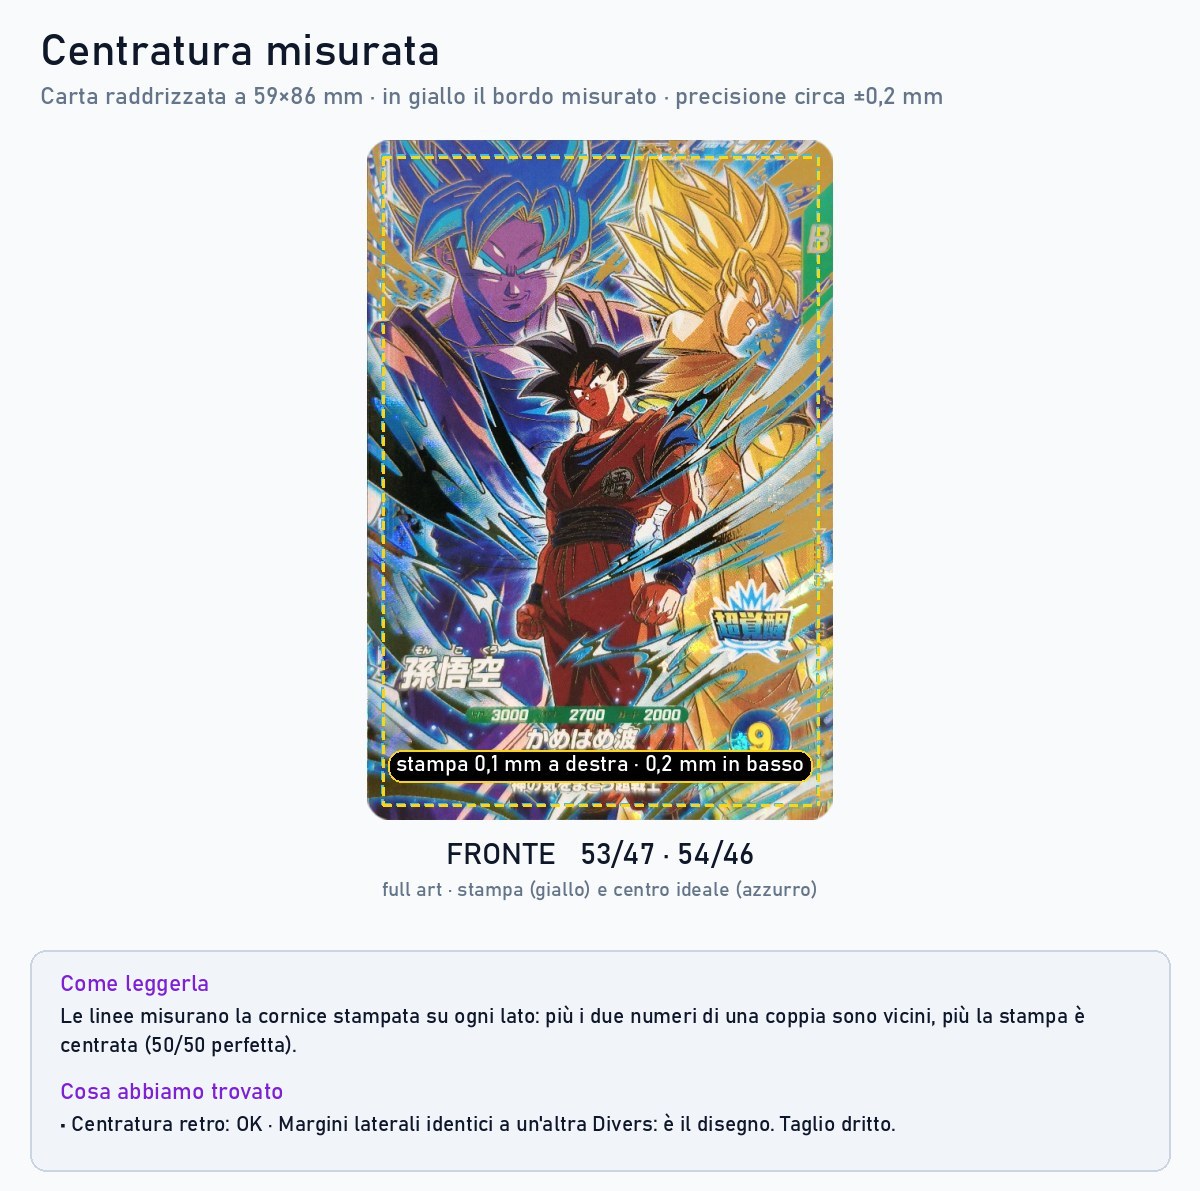 Centratura misurata
Carta raddrizzata a 59×86 mm · in giallo il bordo misurato · precisione circa ±0,2 mm
B
超覚醒
そん ご くう
孫悟空
3000 2700 2000
かめはめ波
9
stampa 0,1 mm a destra · 0,2 mm in basso
FRONTE 53/47 · 54/46
full art · stampa (giallo) e centro ideale (azzurro)
Come leggerla
Le linee misurano la cornice stampata su ogni lato: più i due numeri di una coppia sono vicini, più la stampa è
centrata (50/50 perfetta).
Cosa abbiamo trovato
· Centratura retro: OK · Margini laterali identici a un'altra Divers: è il disegno. Taglio dritto.